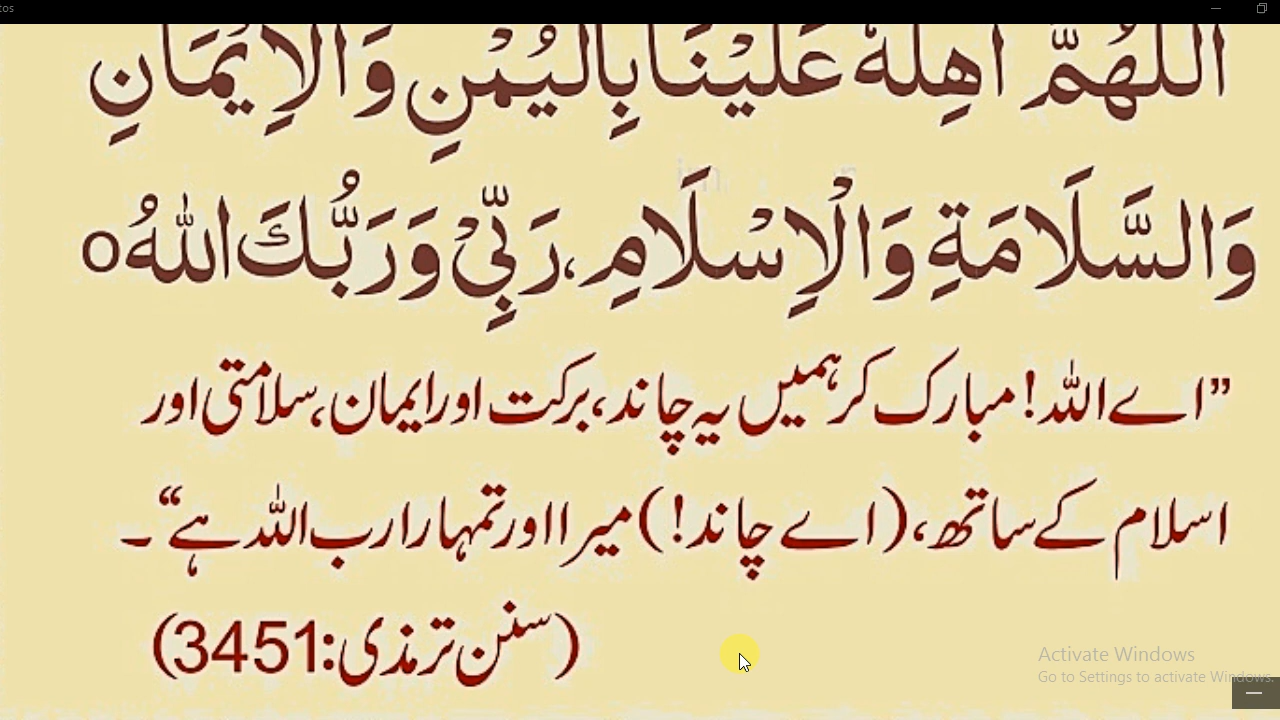 tos
اَللّٰهُمَّ اَهِلَّهٗ عَلَيْنَا بِالْيُمْنِ وَالْاِيْمَانِ
وَالسَّلَامَةِ وَالْاِسْلَامِ، رَبِّيْ وَرَبُّكَ اللّٰهُ o
”اے اللہ! مبارک کر ہمیں یہ چاند، برکت اور ایمان، سلامتی اور
اسلام کے ساتھ، (اے چاند!) میرا اور تمہارا رب اللہ ہے“۔
(سنن ترمذی: 3451)
Activate Windows
Go to Settings to activate Windows.